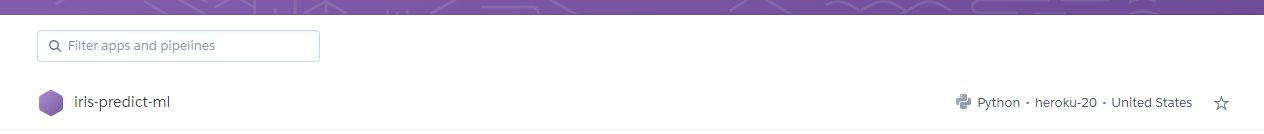 Filter apps and pipelines
iris-predict-ml Python · heroku-20 · United States